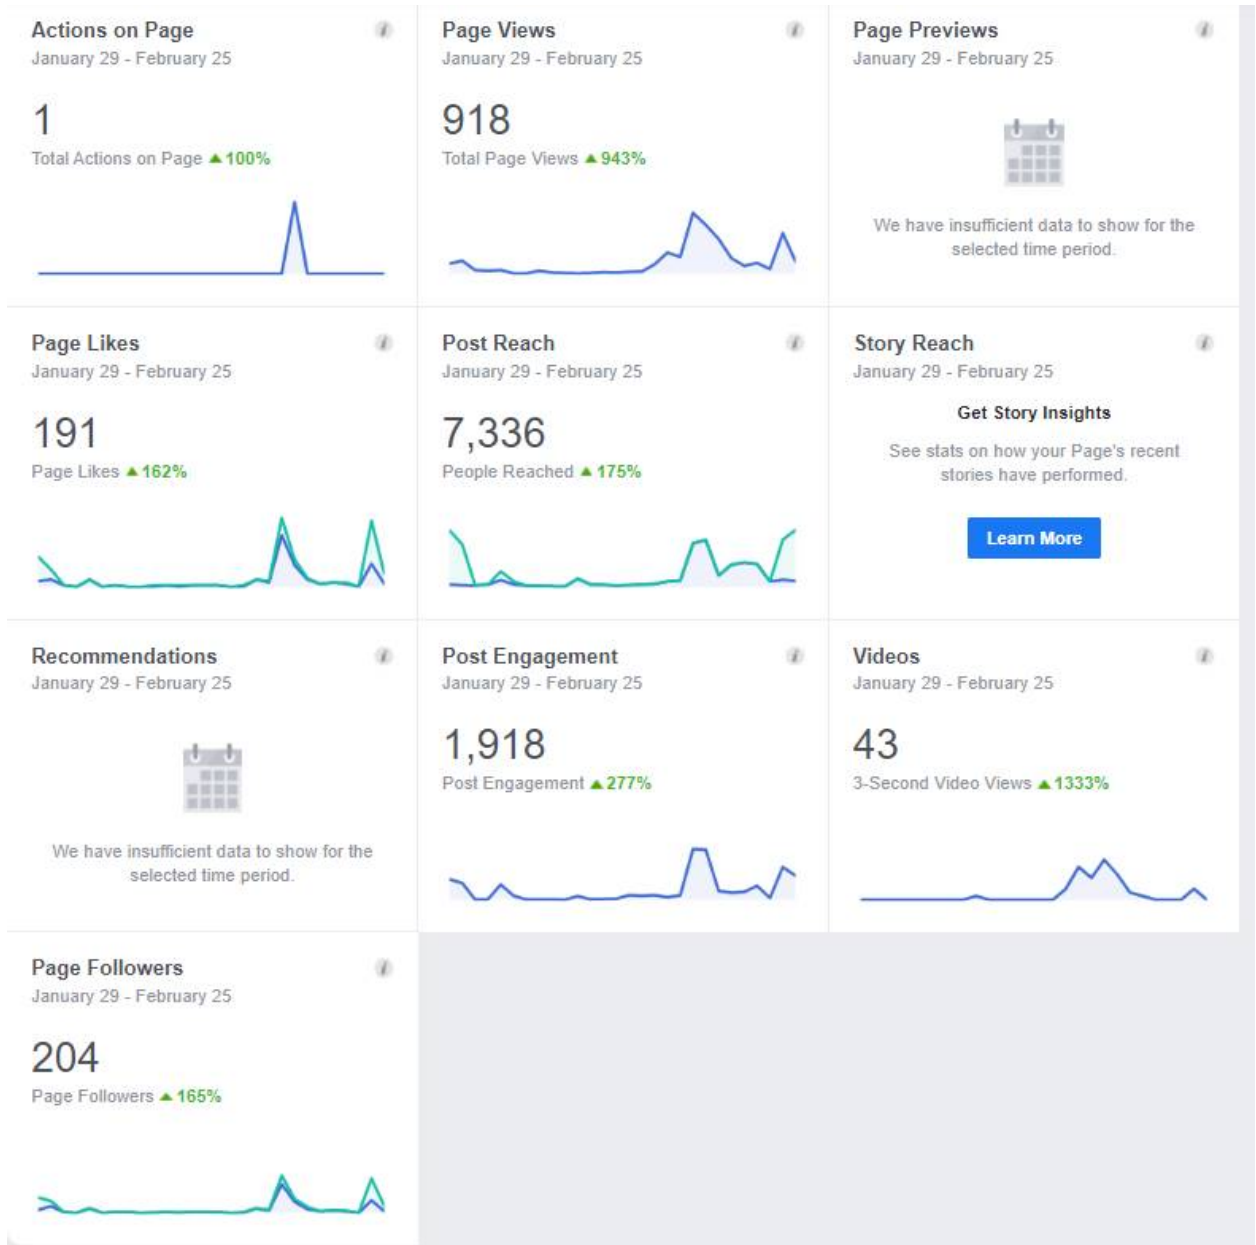 Actions on Page
January 29 - February 25
1
Total Actions on Page ▲ 100%
Page Views
January 29 - February 25
918
Total Page Views ▲ 943%
Page Previews
January 29 - February 25
We have insufficient data to show for the
selected time period.
Page Likes
January 29 - February 25
191
Page Likes ▲ 162%
Post Reach
January 29 - February 25
7,336
People Reached ▲ 175%
Story Reach
January 29 - February 25
Get Story Insights
See stats on how your Page's recent
stories have performed.
Learn More
Recommendations
January 29 - February 25
We have insufficient data to show for the
selected time period.
Post Engagement
January 29 - February 25
1,918
Post Engagement ▲ 277%
Videos
January 29 - February 25
43
3-Second Video Views ▲ 1333%
Page Followers
January 29 - February 25
204
Page Followers ▲ 165%